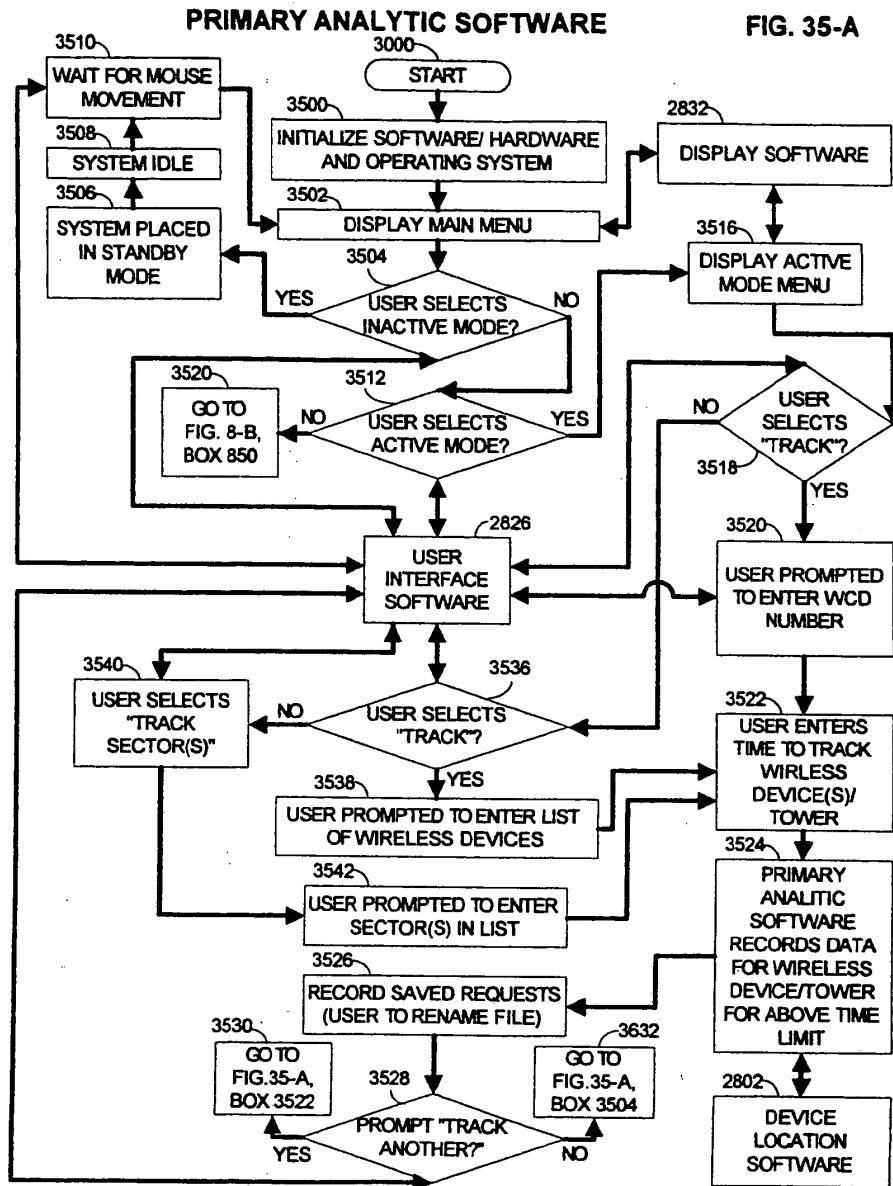 PRIMARY ANALYTIC SOFTWARE
FIG. 35-A
3510
WAIT FOR MOUSE
MOVEMENT
3508
SYSTEM IDLE
3506
SYSTEM PLACED
IN STANDBY
MODE
3000
START
3500
INITIALIZE SOFTWARE/ HARDWARE
AND OPERATING SYSTEM
3502
DISPLAY MAIN MENU
2832
DISPLAY SOFTWARE
3516
DISPLAY ACTIVE
MODE MENU
3504
YES
USER SELECTS
INACTIVE MODE?
NO
3520
GO TO
FIG. 8-B,
BOX 850
NO
3512
USER SELECTS
ACTIVE MODE?
YES
NO
USER
SELECTS
"TRACK"?
3518
YES
2826
USER
INTERFACE
SOFTWARE
3520
USER PROMPTED
TO ENTER WCD
NUMBER
3540
USER SELECTS
"TRACK
SECTOR(S)"
NO
3536
USER SELECTS
"TRACK"?
YES
3522
USER ENTERS
TIME TO TRACK
WIRLESS
DEVICE(S)/
TOWER
3538
USER PROMPTED TO ENTER LIST
OF WIRELESS DEVICES
3542
USER PROMPTED TO ENTER
SECTOR(S) IN LIST
3524
PRIMARY
ANALITIC
SOFTWARE
RECORDS DATA
FOR WIRELESS
DEVICE/TOWER
FOR ABOVE TIME
LIMIT
3526
RECORD SAVED REQUESTS
(USER TO RENAME FILE)
3530
GO TO
FIG.35-A,
BOX 3522
3528
PROMPT "TRACK
ANOTHER?"
YES
NO
3632
GO TO
FIG.35-A,
BOX 3504
2802
DEVICE
LOCATION
SOFTWARE